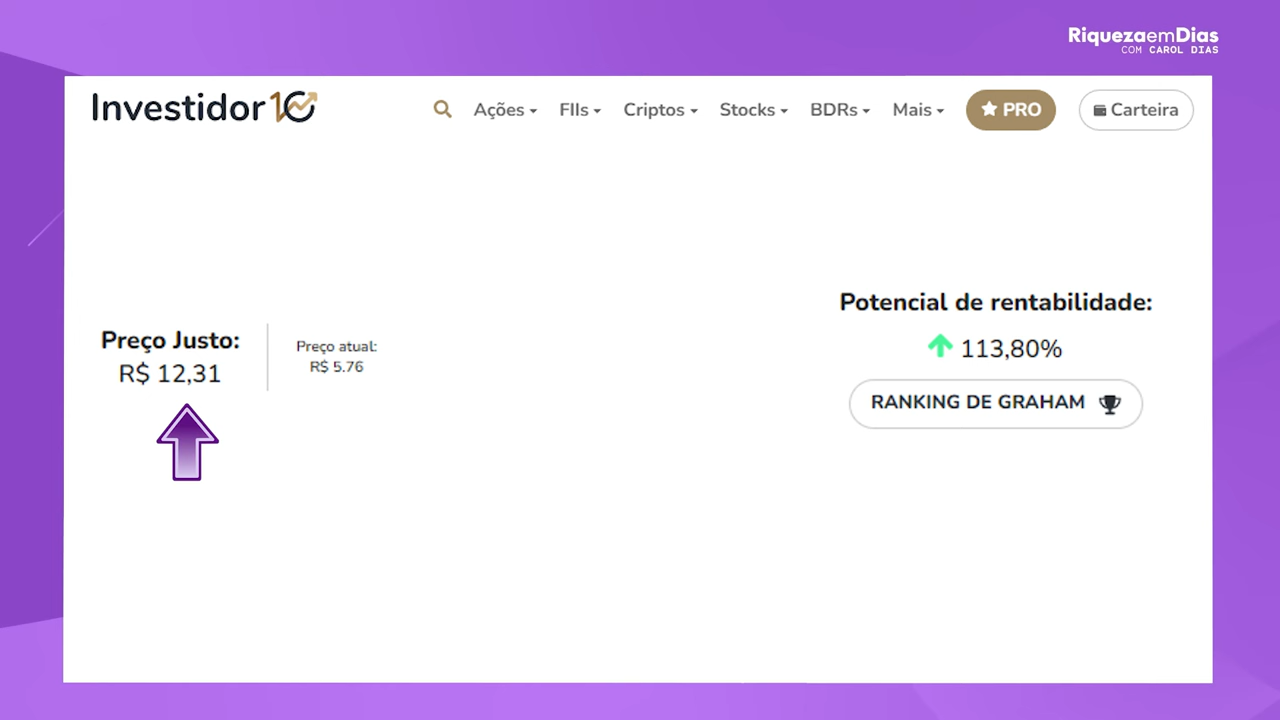 RiquezaemDias
COM CAROL DIAS
Investidor10
Ações
FIIs
Criptos
Stocks
BDRs
Mais
PRO
Carteira
Preço Justo:
R$ 12,31
Preço atual:
R$ 5.76
Potencial de rentabilidade:
113,80%
RANKING DE GRAHAM